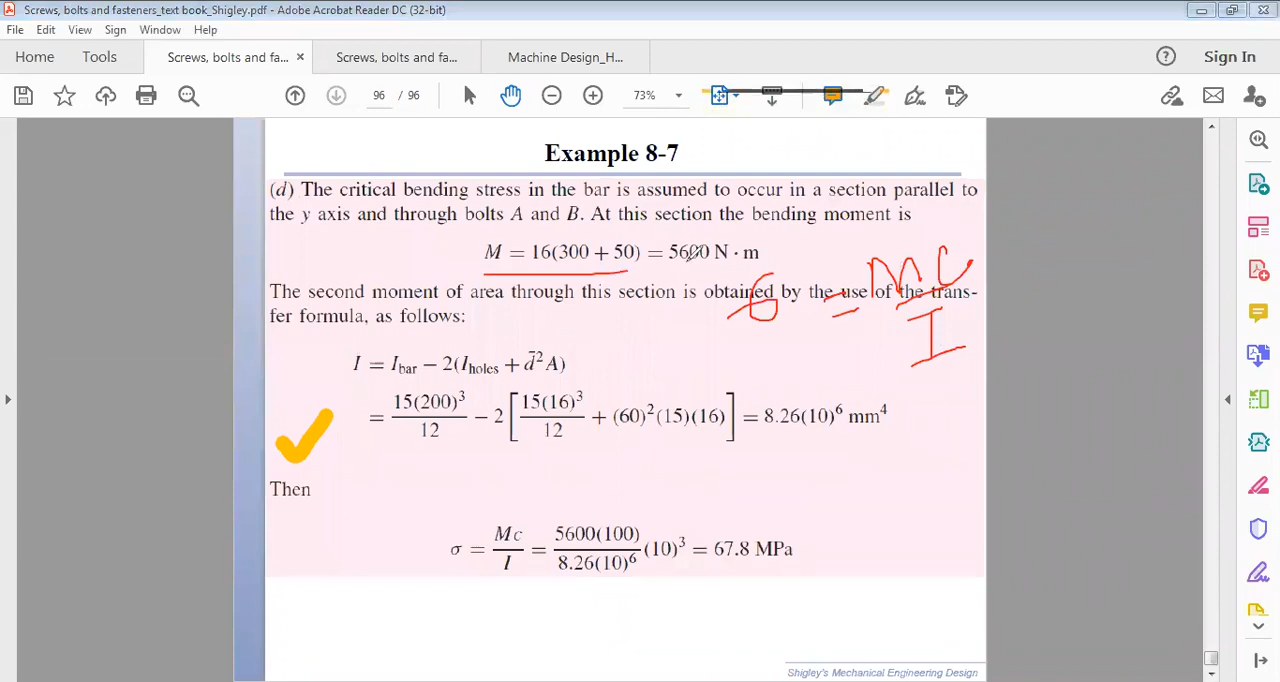 Screws, bolts and fasteners_text book_Shigley.pdf - Adobe Acrobat Reader DC (32-bit)
File Edit View Sign Window Help
Home Tools Screws, bolts and fa... × Screws, bolts and fa... Machine Design_H... ? Sign In
96 / 96 73%
Example 8-7
(d) The critical bending stress in the bar is assumed to occur in a section parallel to
the y axis and through bolts A and B. At this section the bending moment is
M = 16(300 + 50) = 5600 N · m
σ = MC/I
The second moment of area through this section is obtained by the use of the trans-
fer formula, as follows:
I = I_bar − 2(I_holes + d̄²A)
= 15(200)³/12 − 2[15(16)³/12 + (60)²(15)(16)] = 8.26(10)⁶ mm⁴
Then
σ = Mc/I = 5600(100)/8.26(10)⁶ (10)³ = 67.8 MPa
Shigley's Mechanical Engineering Design